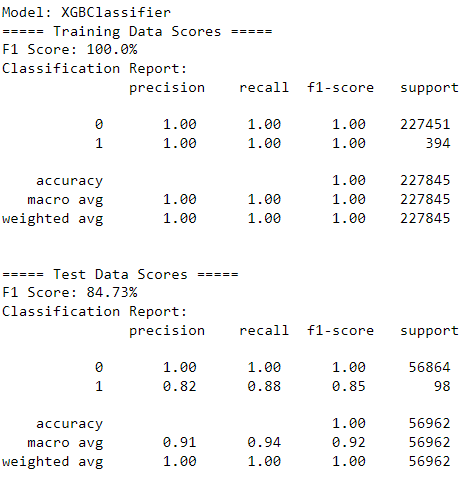 Model: XGBClassifier
===== Training Data Scores =====
F1 Score: 100.0%
Classification Report:
precision recall f1-score support
0 1.00 1.00 1.00 227451
1 1.00 1.00 1.00 394
accuracy 1.00 227845
macro avg 1.00 1.00 1.00 227845
weighted avg 1.00 1.00 1.00 227845
===== Test Data Scores =====
F1 Score: 84.73%
Classification Report:
precision recall f1-score support
0 1.00 1.00 1.00 56864
1 0.82 0.88 0.85 98
accuracy 1.00 56962
macro avg 0.91 0.94 0.92 56962
weighted avg 1.00 1.00 1.00 56962